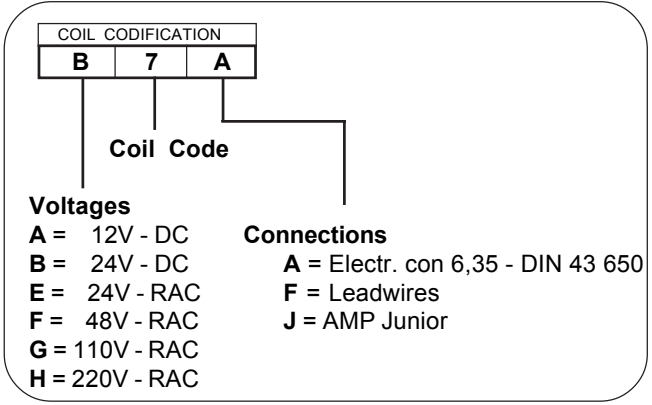 COIL CODIFICATION
B 7 A
Coil Code
Voltages
A = 12V - DC
B = 24V - DC
E = 24V - RAC
F = 48V - RAC
G = 110V - RAC
H = 220V - RAC
Connections
A = Electr. con 6,35 - DIN 43 650
F = Leadwires
J = AMP Junior